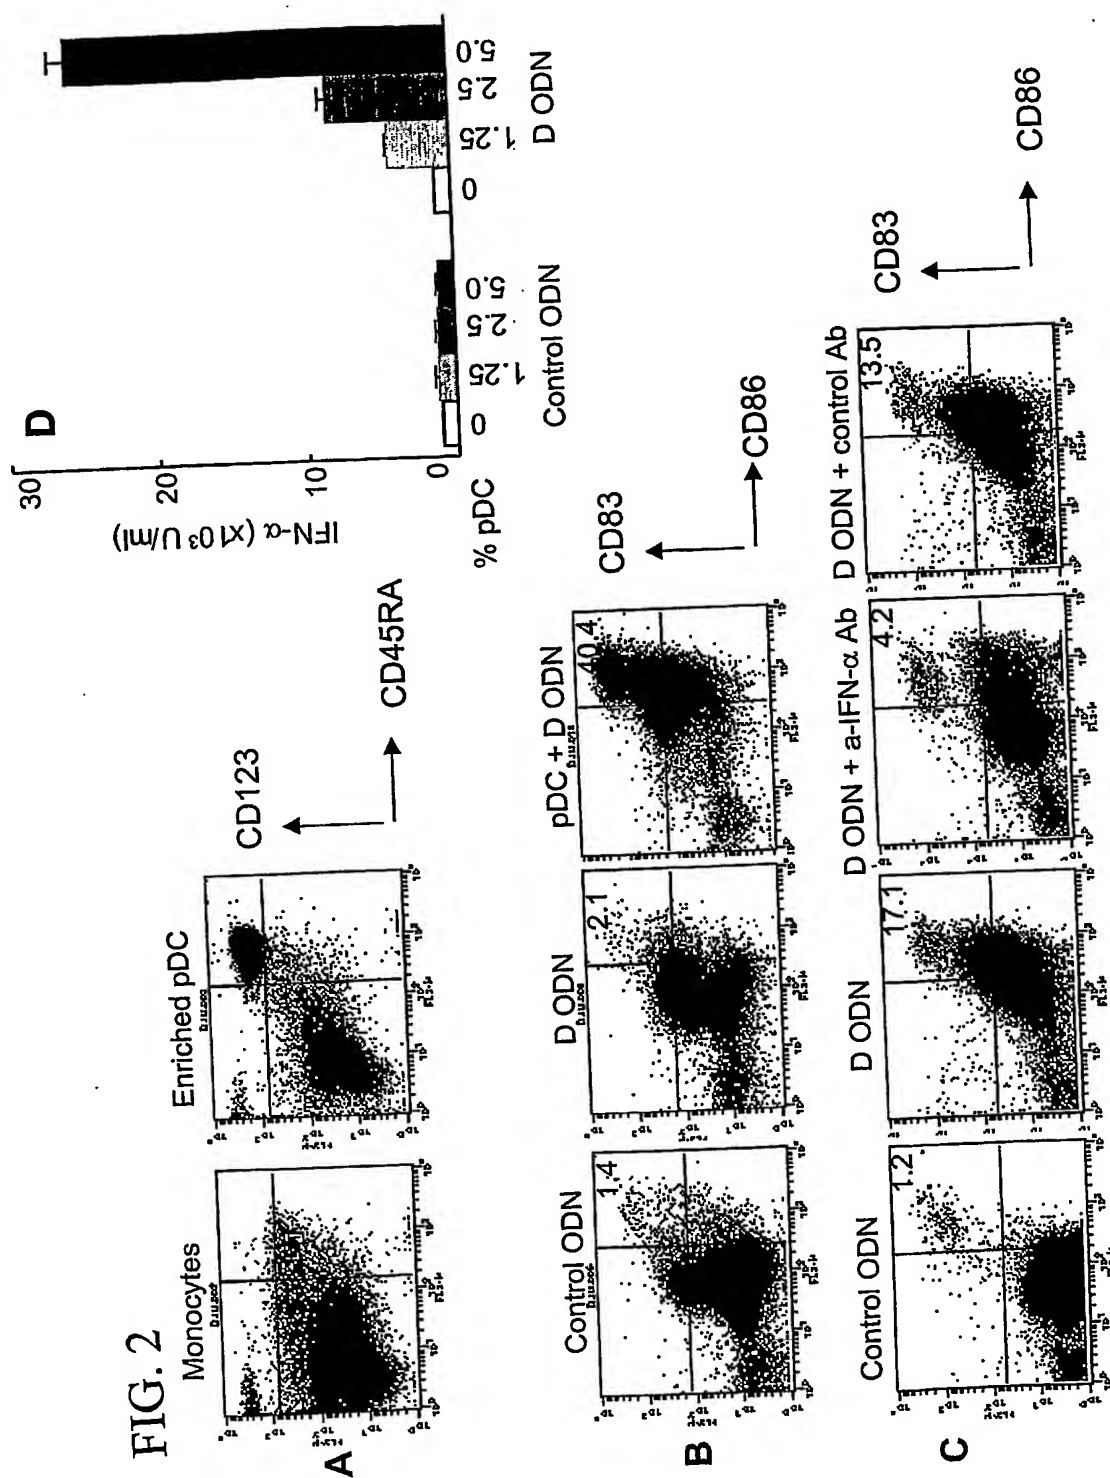 FIG. 2
A
Monocytes
Enriched pDC
CD123
CD45RA
D
IFN-α (x10³ U/ml)
30
20
10
0
% pDC
0
1.25
2.5
5.0
0
1.25
2.5
5.0
Control ODN
D ODN
B
Control ODN
D ODN
pDC + D ODN
1.4
2.1
40.4
CD83
CD86
C
Control ODN
D ODN
D ODN + a-IFN-α Ab
D ODN + control Ab
1.2
17.1
4.2
13.5
CD83
CD86